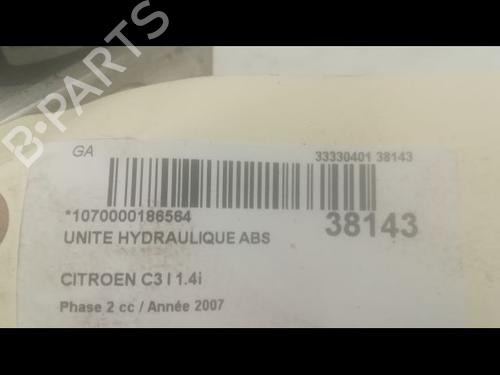 B-PARTS
GA
33330401 38143
*1070000186564
38143
UNITE HYDRAULIQUE ABS
CITROEN C3 I 1.4i
Phase 2 cc / Année 2007